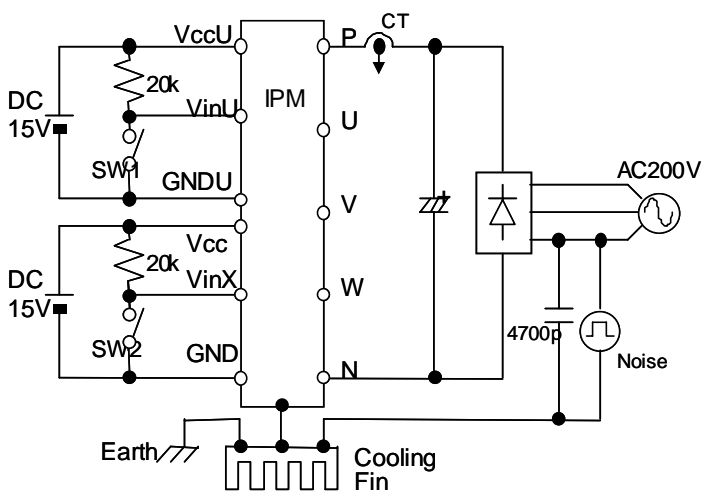 CT
VccU
P
20k
IPM
DC
15V
VinU
U
SW1
GNDU
AC200V
V
Vcc
20k
DC
15V
VinX
W
4700p
SW2
GND
N
Noise
Earth
Cooling
Fin